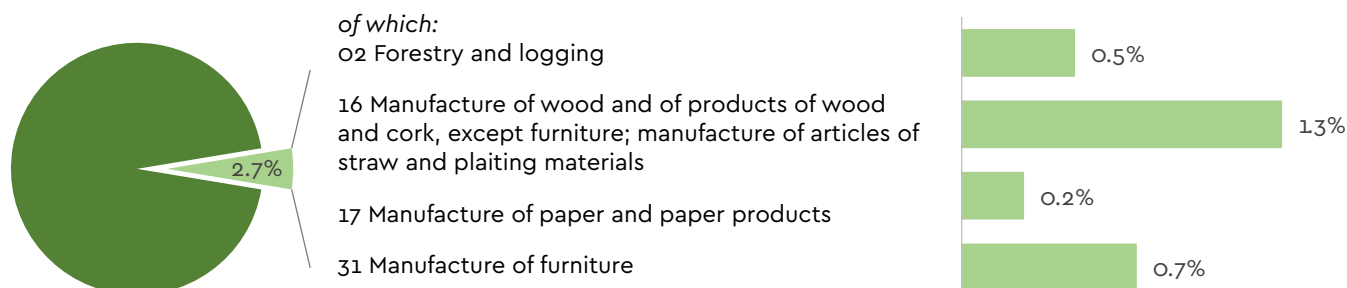 of which:
02 Forestry and logging
0.5%
16 Manufacture of wood and of products of wood
and cork, except furniture; manufacture of articles of
straw and plaiting materials
1.3%
2.7%
17 Manufacture of paper and paper products
0.2%
31 Manufacture of furniture
0.7%